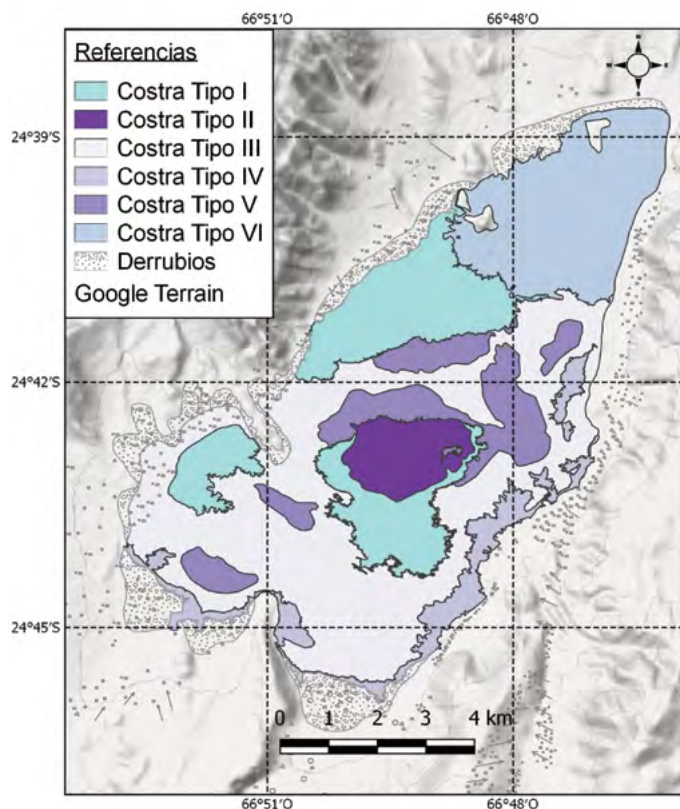 66°51'O 66°48'O
Referencias
N
O E
S
Costra Tipo I
Costra Tipo II
Costra Tipo III
Costra Tipo IV
Costra Tipo V
Costra Tipo VI
Derrubios
Google Terrain
24°39'S
24°42'S
24°45'S
0 1 2 3 4 km
66°51'O 66°48'O